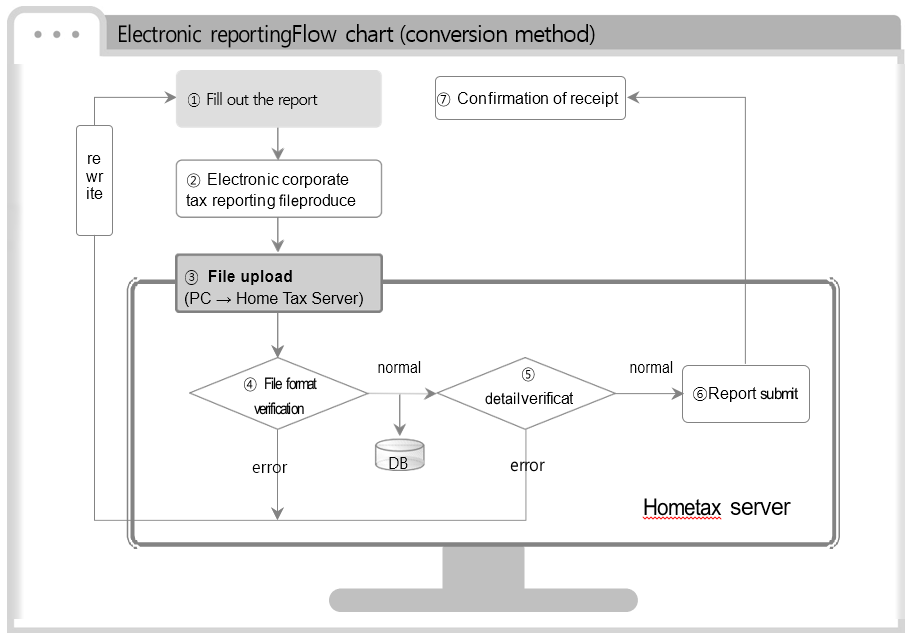 Electronic reportingFlow chart (conversion method)
① Fill out the report
⑦ Confirmation of receipt
re
wr
ite
② Electronic corporate
tax reporting fileproduce
③ File upload
(PC → Home Tax Server)
④ File format
verification
normal
⑤
detailverificat
normal
⑥Report submit
DB
error
error
Hometax server